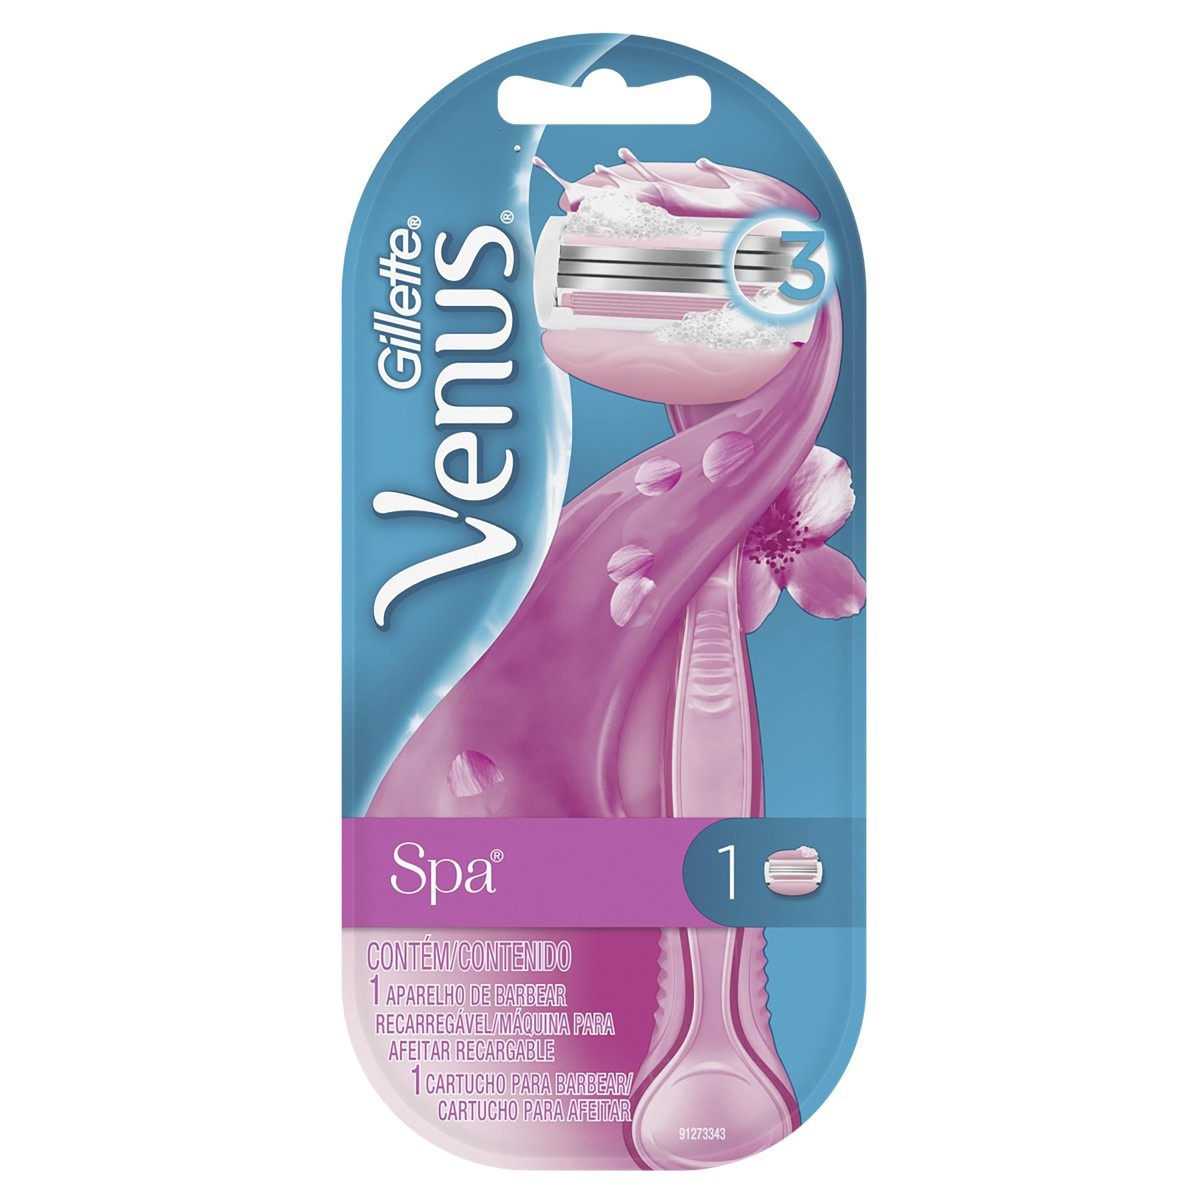 Gillette®
Venus®
3
Spa®
1
CONTÉM/CONTENIDO
1 APARELHO DE BARBEAR
RECARREGÁVEL/MÁQUINA PARA
AFEITAR RECARGABLE
1 CARTUCHO PARA BARBEAR/
CARTUCHO PARA AFEITAR
91273343